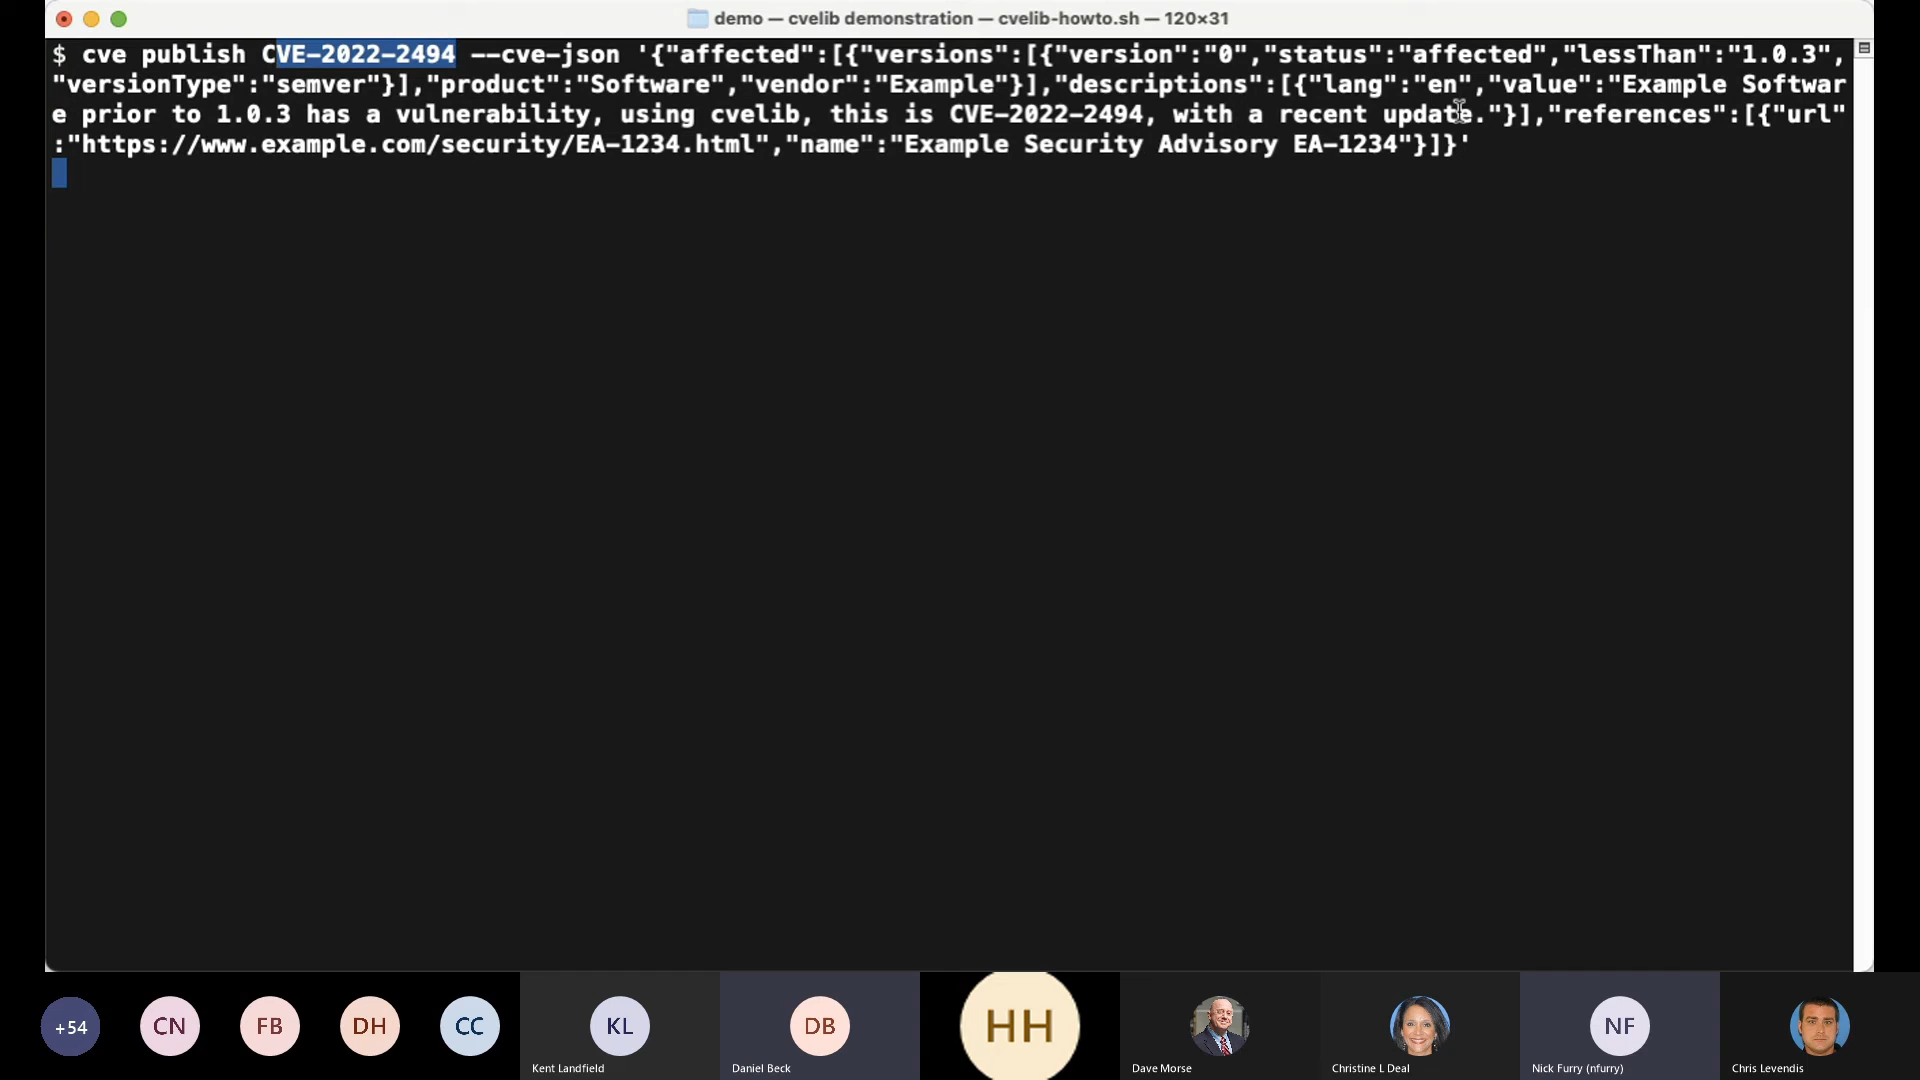 demo — cvelib demonstration — cvelib-howto.sh — 120×31
$ cve publish CVE-2022-2494 --cve-json '{"affected":[{"versions":[{"version":"0","status":"affected","lessThan":"1.0.3",
"versionType":"semver"}],"product":"Software","vendor":"Example"}],"descriptions":[{"lang":"en","value":"Example Softwar
e prior to 1.0.3 has a vulnerability, using cvelib, this is CVE-2022-2494, with a recent update."}],"references":[{"url"
:"https://www.example.com/security/EA-1234.html","name":"Example Security Advisory EA-1234"}]}'
+54 CN FB DH CC KL DB HH NF
Kent Landfield Daniel Beck Dave Morse Christine L Deal Nick Furry (nfurry) Chris Levendis